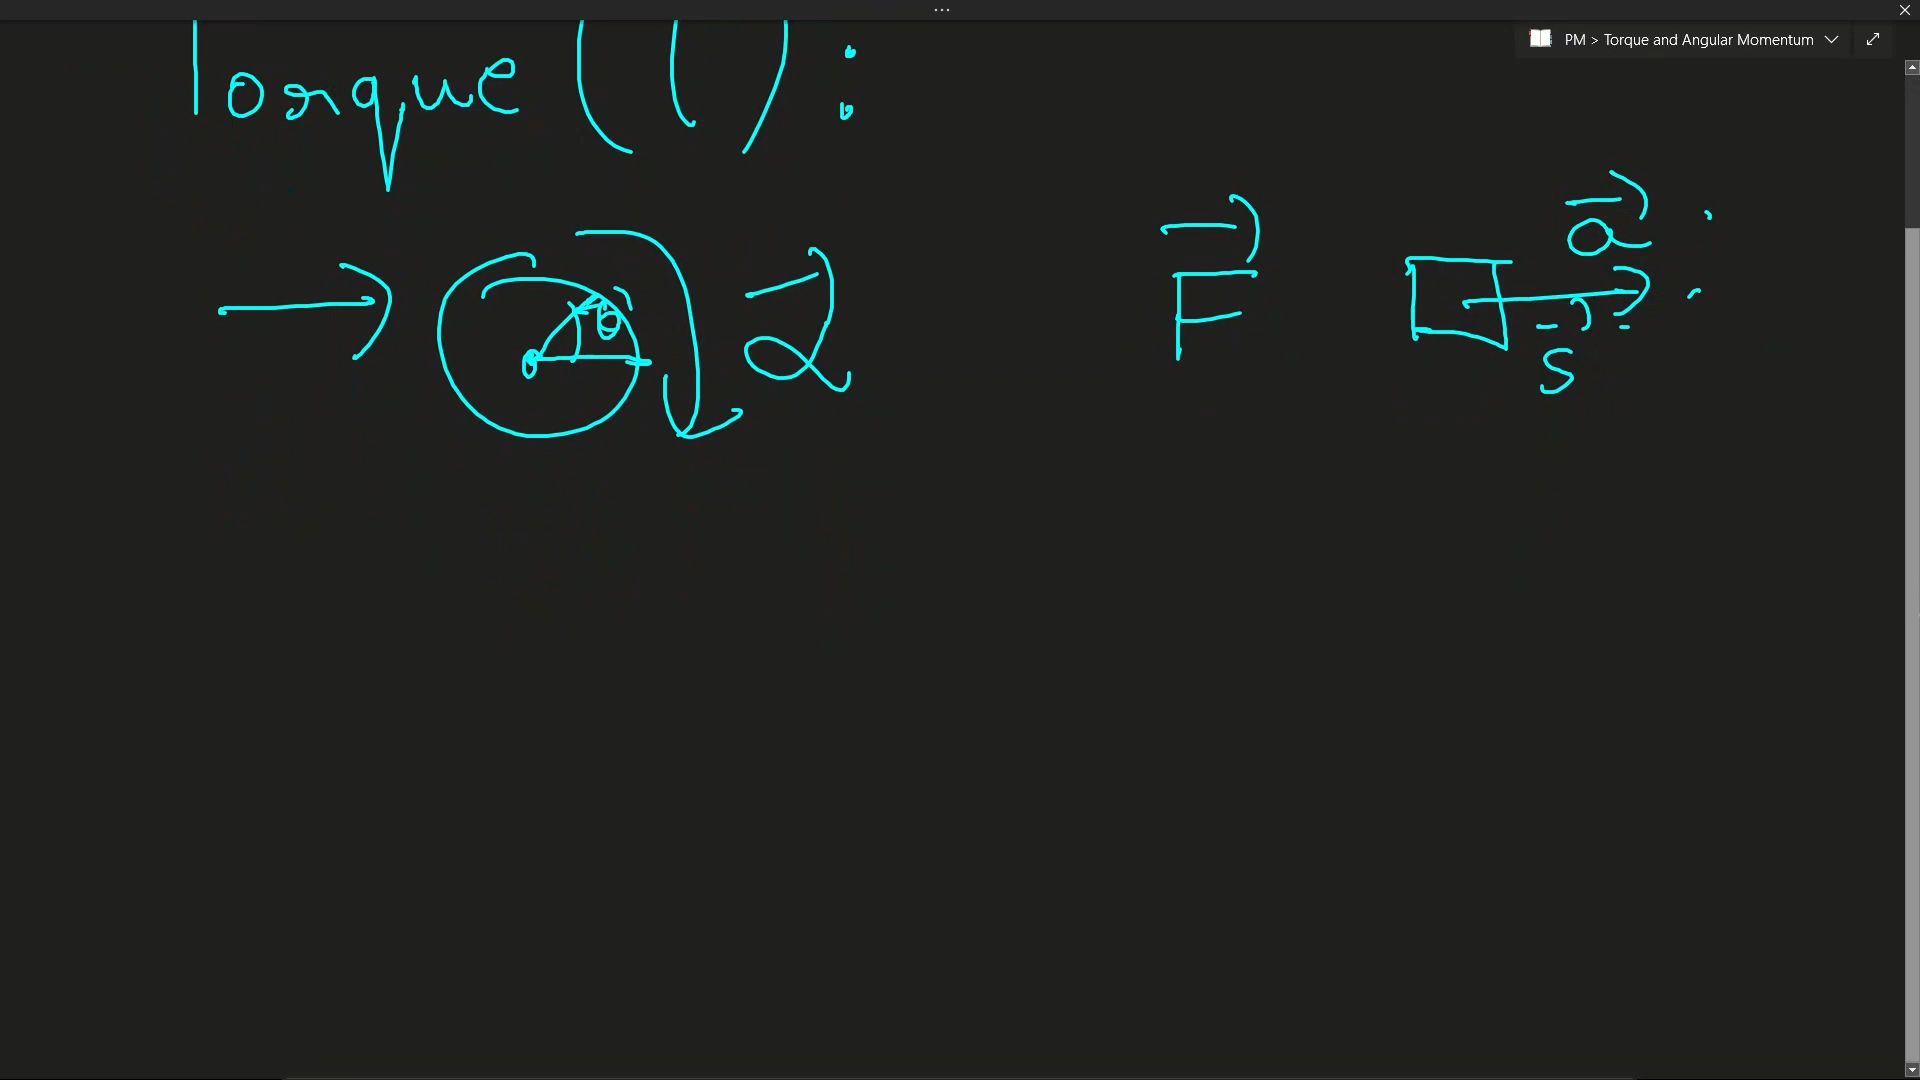 PM > Torque and Angular Momentum
Torque ( ) :
θ α F a
s